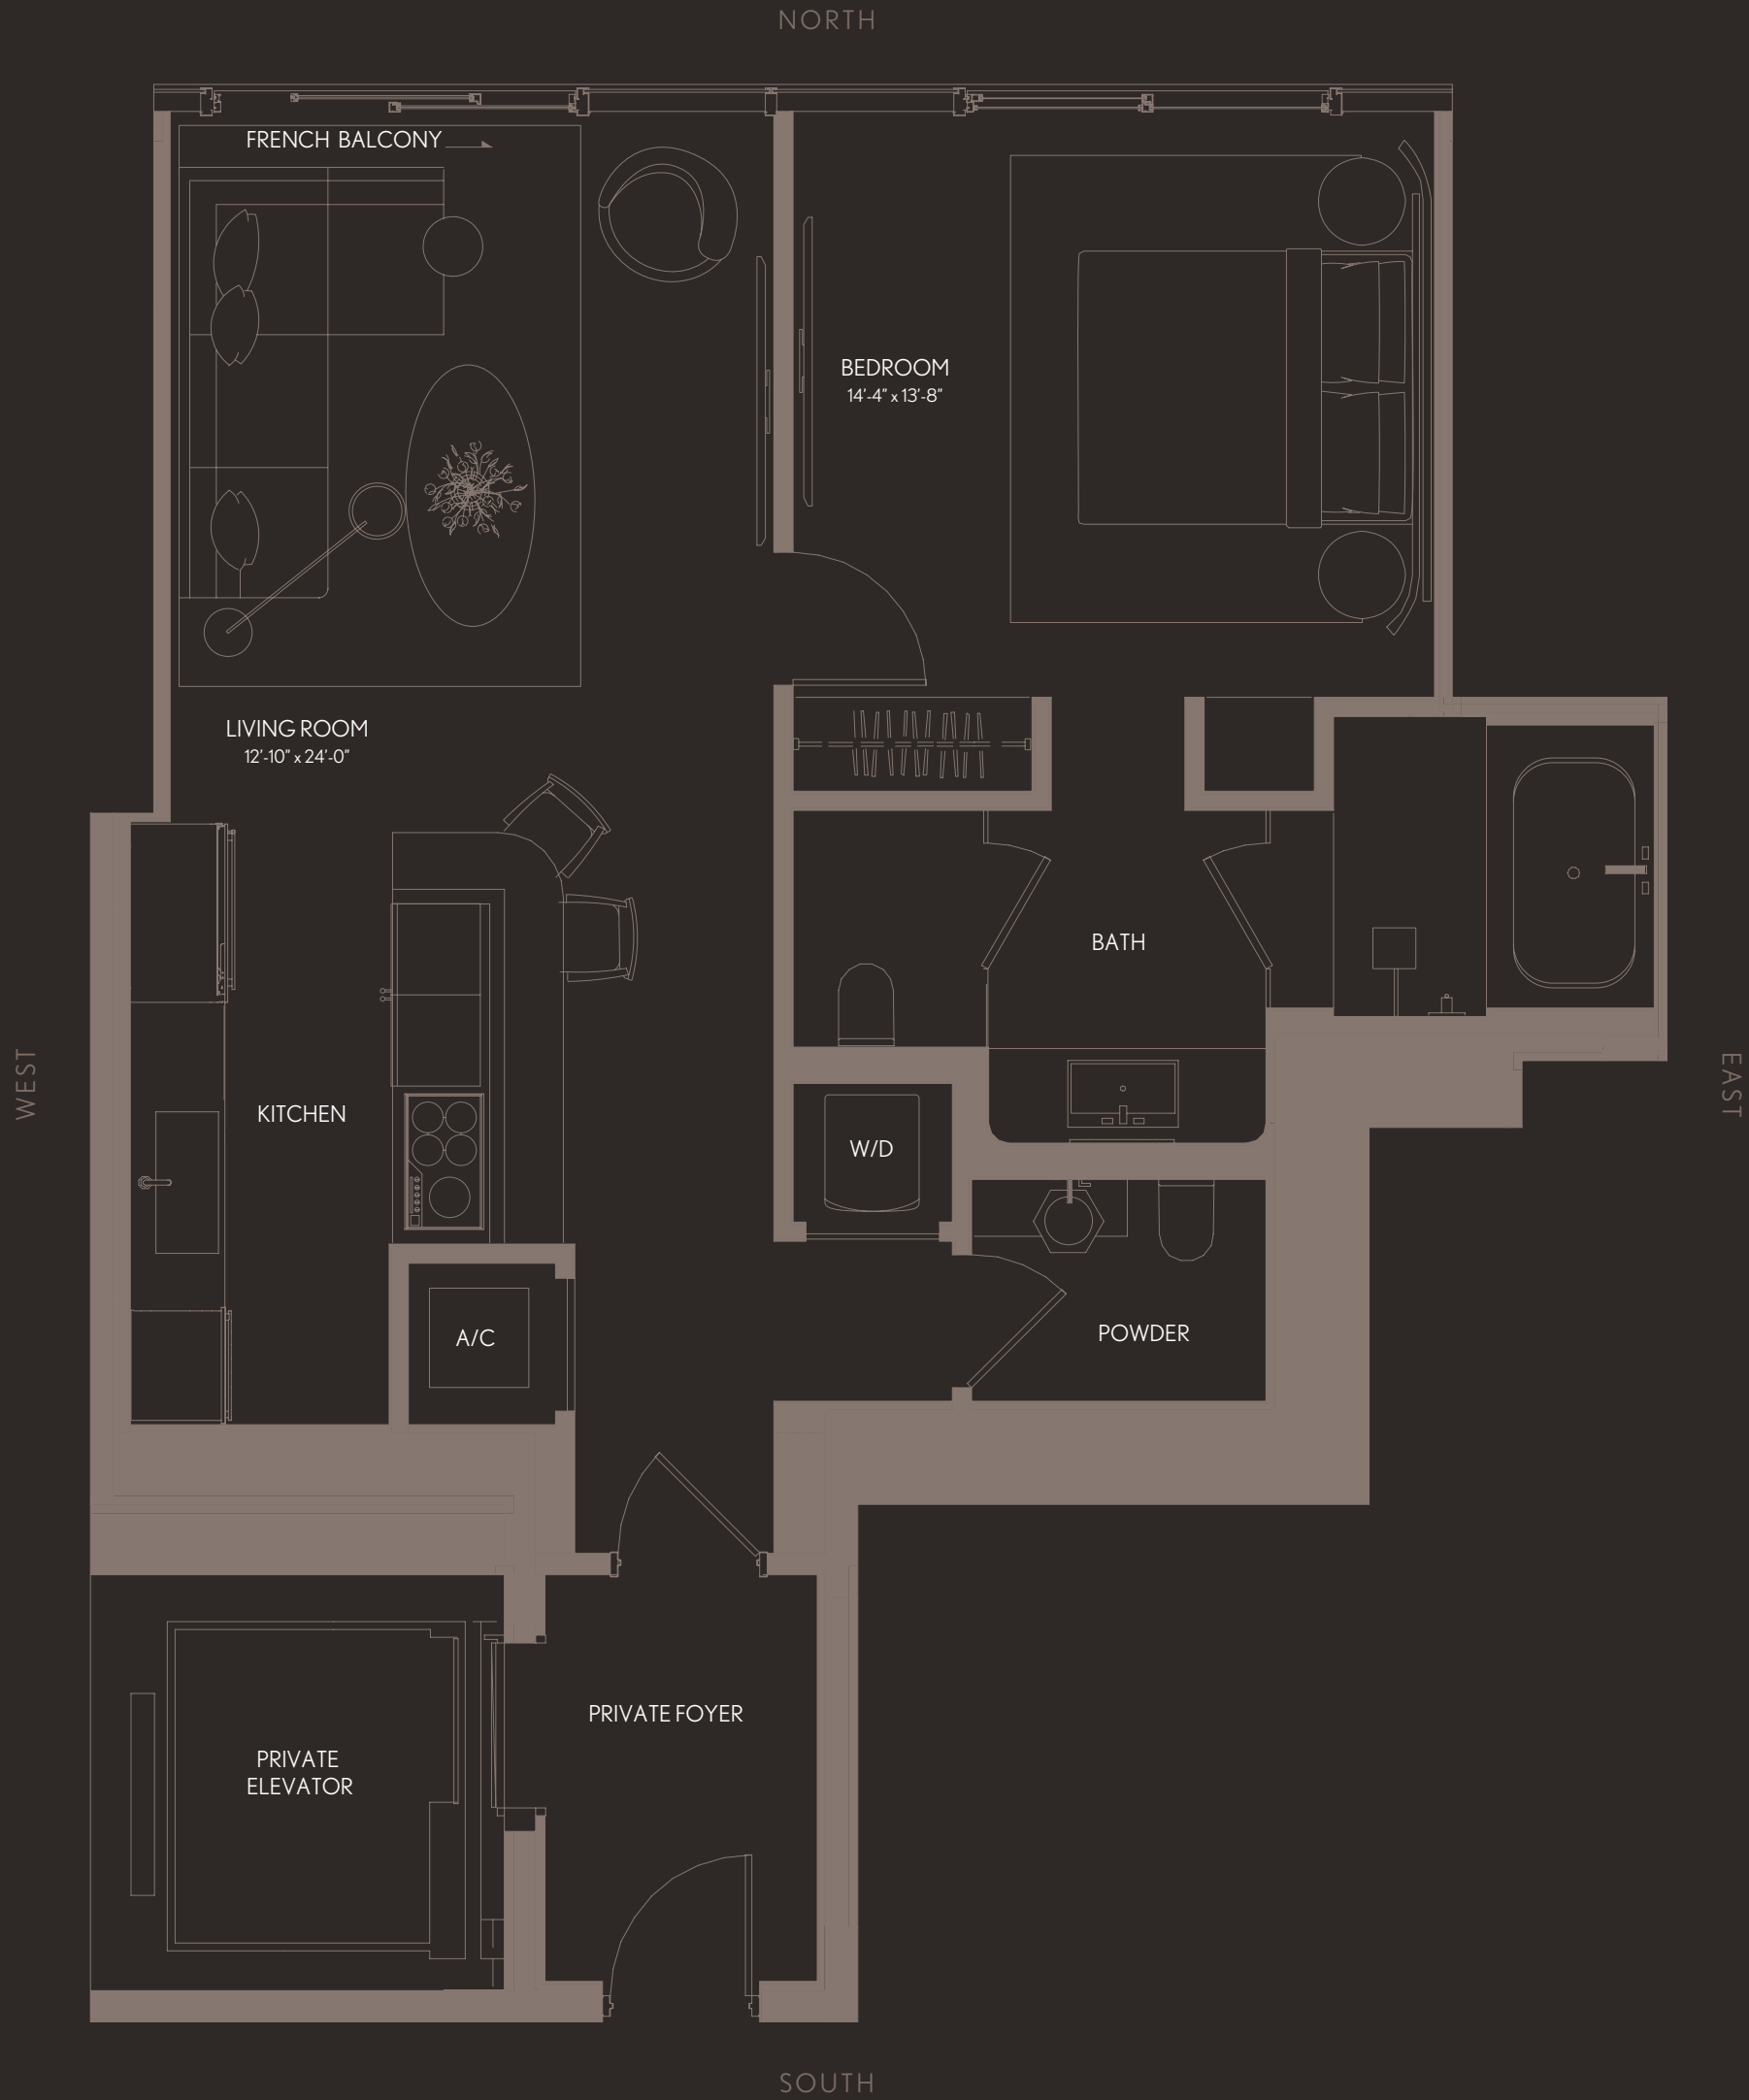 NORTH
FRENCH BALCONY
BEDROOM
14'-4" x 13'-8"
LIVING ROOM
12'-10" x 24'-0"
BATH
WEST
EAST
KITCHEN
W/D
A/C
POWDER
PRIVATE FOYER
PRIVATE
ELEVATOR
SOUTH